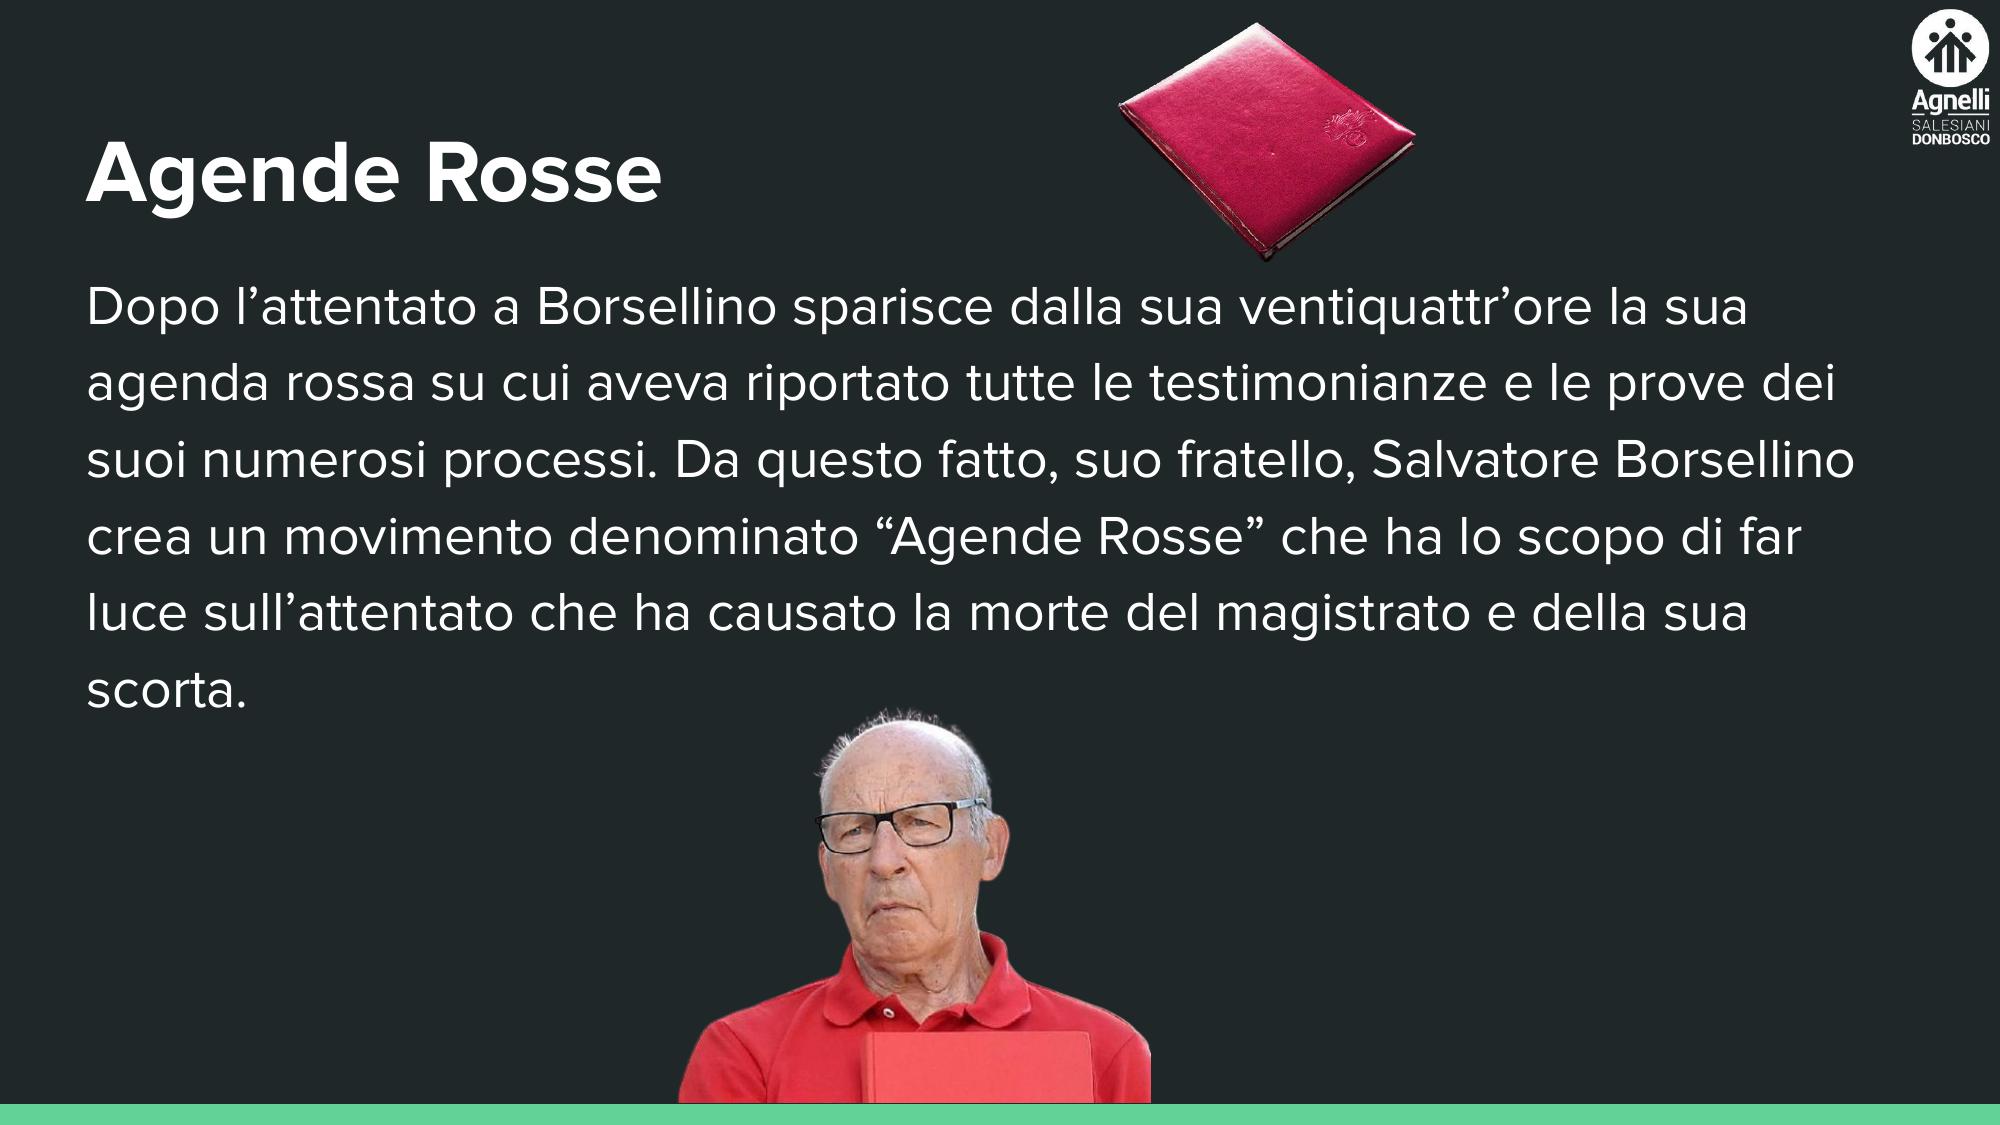 Agnelli
SALESIANI
DONBOSCO
Agende Rosse
Dopo l’attentato a Borsellino sparisce dalla sua ventiquattr’ore la sua
agenda rossa su cui aveva riportato tutte le testimonianze e le prove dei
suoi numerosi processi. Da questo fatto, suo fratello, Salvatore Borsellino
crea un movimento denominato “Agende Rosse” che ha lo scopo di far
luce sull’attentato che ha causato la morte del magistrato e della sua
scorta.